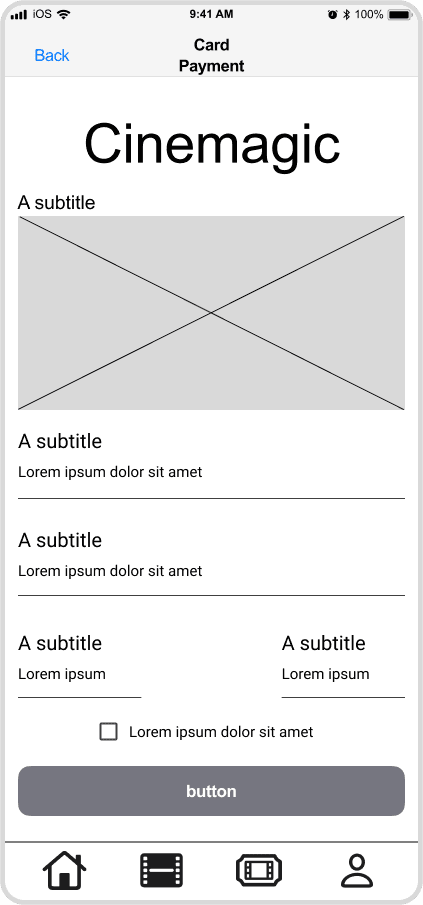 iOS 9:41 AM 100%
Back
Card
Payment
Cinemagic
A subtitle
A subtitle
Lorem ipsum dolor sit amet
A subtitle
Lorem ipsum dolor sit amet
A subtitle A subtitle
Lorem ipsum Lorem ipsum
Lorem ipsum dolor sit amet
button